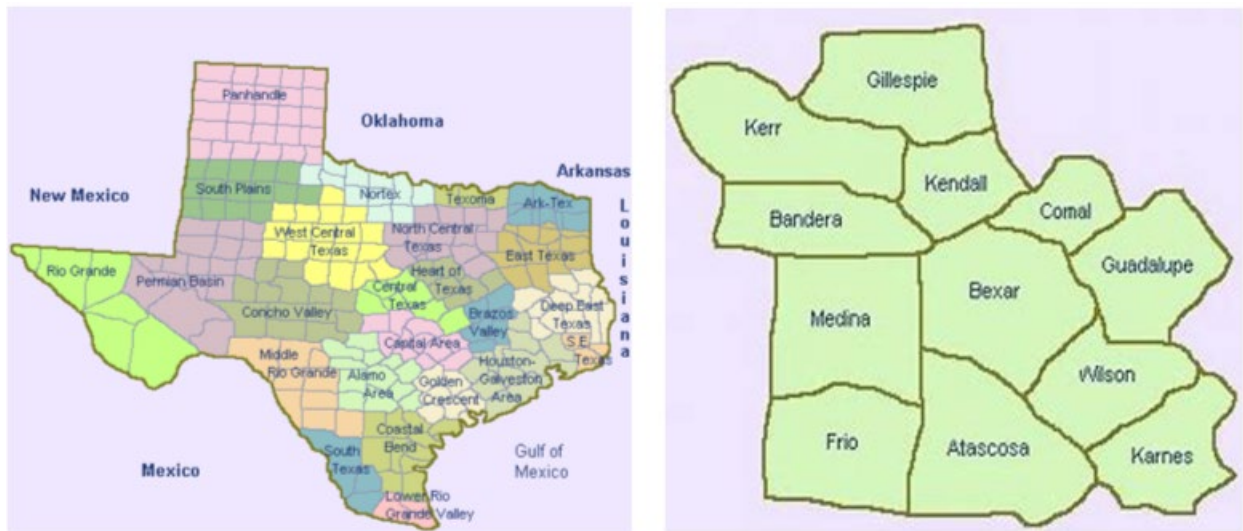 Panhandle
Oklahoma
Arkansas
New Mexico
South Plains
Nortex
Texoma
Ark-Tex
Louisiana
West Central
Texas
North Central
Texas
East Texas
Rio Grande
Permian Basin
Heart of
Texas
Central
Texas
Concho Valley
Brazos
Valley
Deep East
Texas
S.E.
Texas
Capital Area
Middle
Rio Grande
Alamo
Area
Golden
Crescent
Houston-
Galveston
Area
Coastal
Bend
South
Texas
Gulf of
Mexico
Mexico
Lower Rio
Grande Valley
Gillespie
Kerr
Kendall
Comal
Bandera
Guadalupe
Bexar
Medina
Wilson
Frio
Atascosa
Karnes